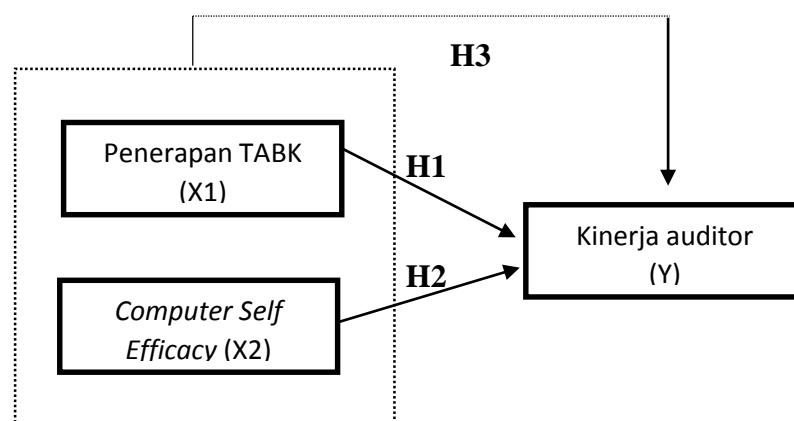 H3
Penerapan TABK
(X1)
H1
Kinerja auditor
(Y)
H2
Computer Self
Efficacy (X2)